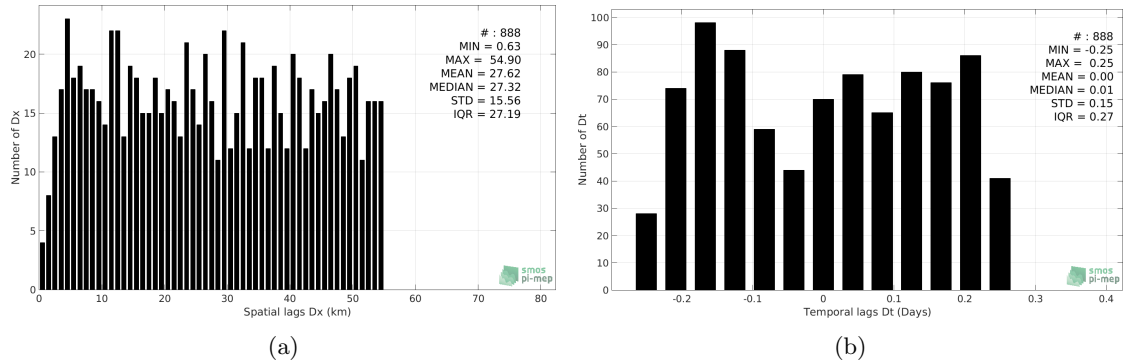 Number of Dx
20
15
10
5
0
# : 888
MIN = 0.63
MAX = 54.90
MEAN = 27.62
MEDIAN = 27.32
STD = 15.56
IQR = 27.19
smos
pi-mep
0 10 20 30 40 50 60 70 80
Spatial lags Dx (km)
(a)
Number of Dt
100
90
80
70
60
50
40
30
20
10
0
# : 888
MIN = -0.25
MAX = 0.25
MEAN = 0.00
MEDIAN = 0.01
STD = 0.15
IQR = 0.27
smos
pi-mep
-0.2 -0.1 0 0.1 0.2 0.3 0.4
Temporal lags Dt (Days)
(b)